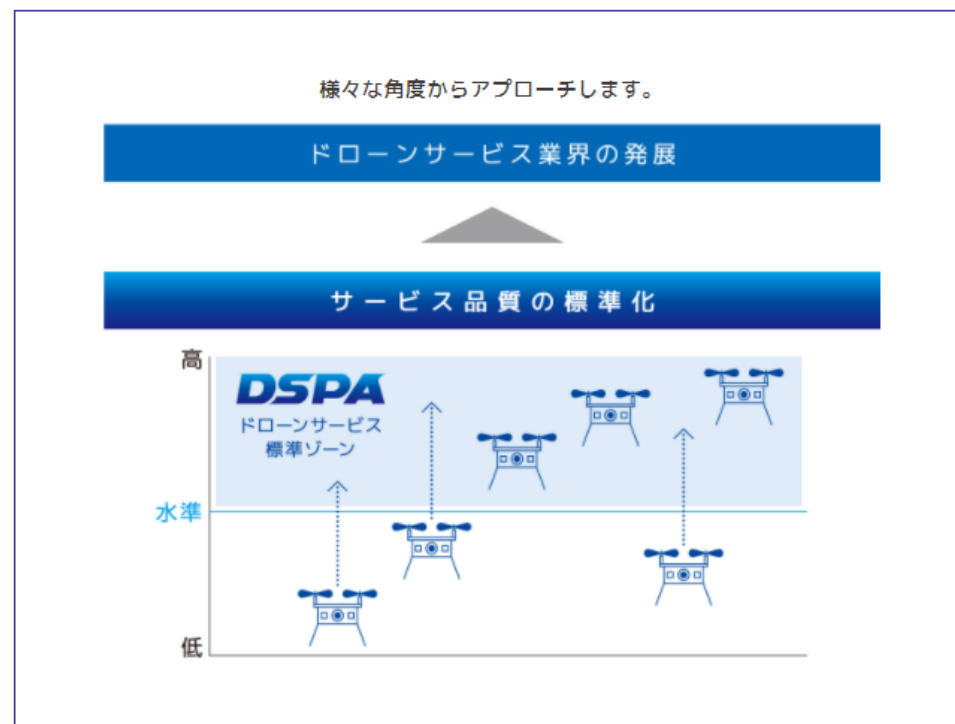 様々な角度からアプローチします。
ドローンサービス業界の発展
サービス品質の標準化
高
DSPA
ドローンサービス
標準ゾーン
水準
低